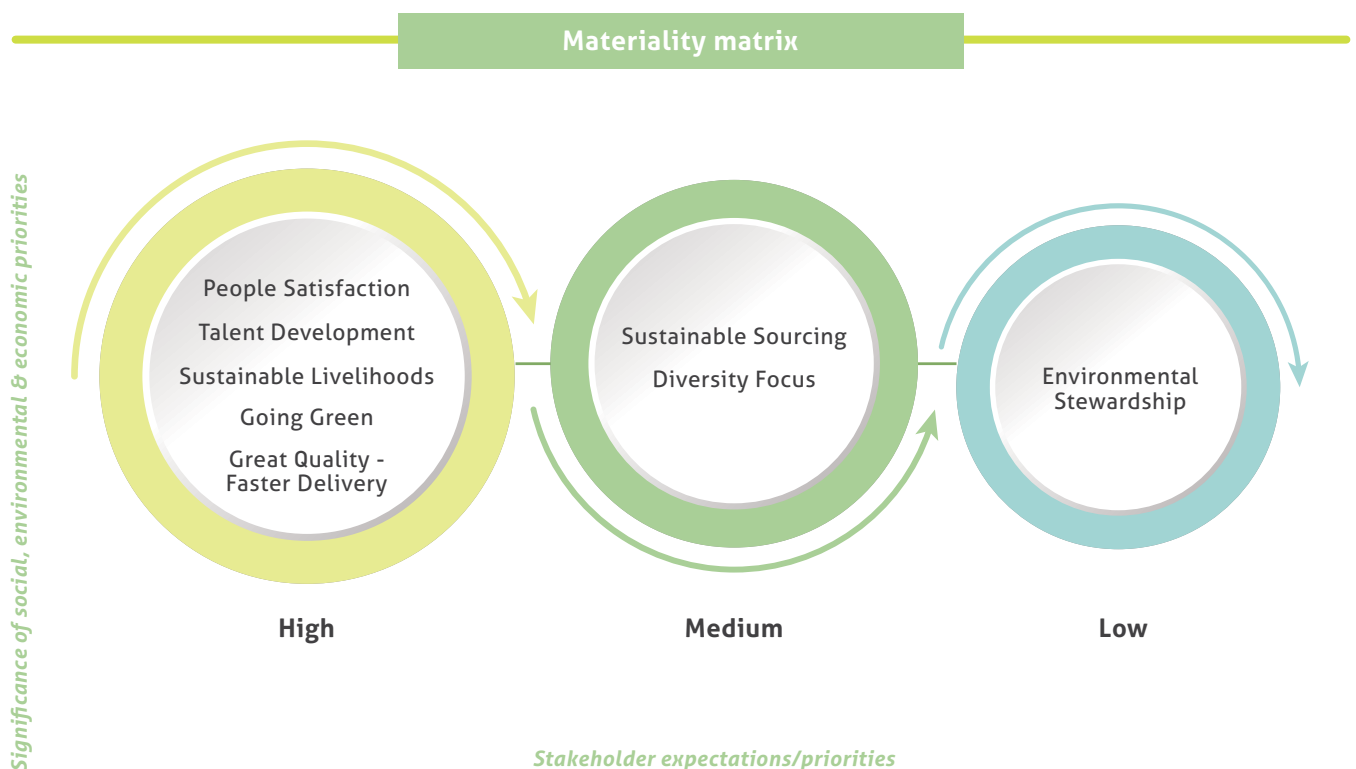 Materiality matrix
Significance of social, environmental & economic priorities
People Satisfaction
Talent Development
Sustainable Livelihoods
Going Green
Great Quality -
Faster Delivery
High
Sustainable Sourcing
Diversity Focus
Medium
Environmental
Stewardship
Low
Stakeholder expectations/priorities